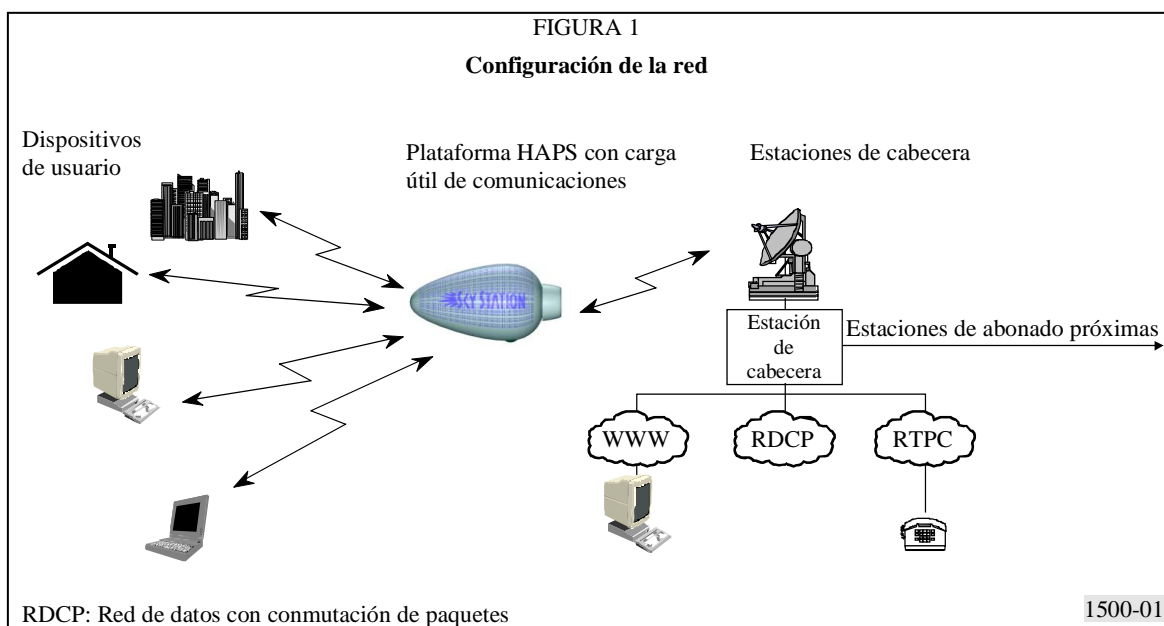 FIGURA 1
Configuración de la red
Dispositivos
de usuario
Plataforma HAPS con carga
útil de comunicaciones
Estaciones de cabecera
SKY STATION
Estación
de
cabecera
Estaciones de abonado próximas
WWW
RDCP
RTPC
RDCP: Red de datos con conmutación de paquetes
1500-01